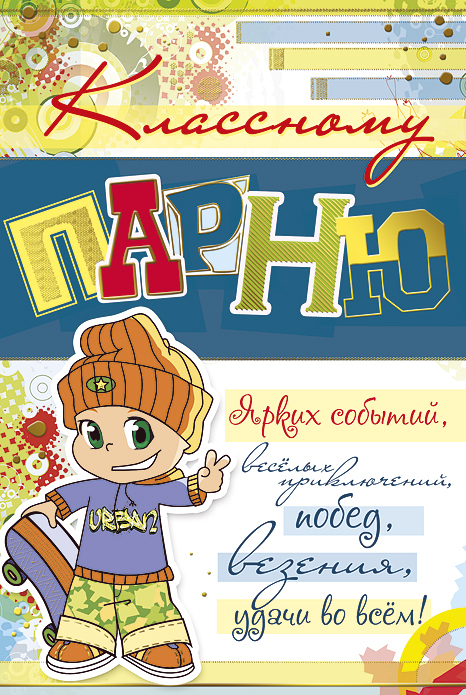 Классному
ПАРНЮ
Ярких событий,
весёлых
приключений,
побед,
везения,
удачи во всём!
URBAN